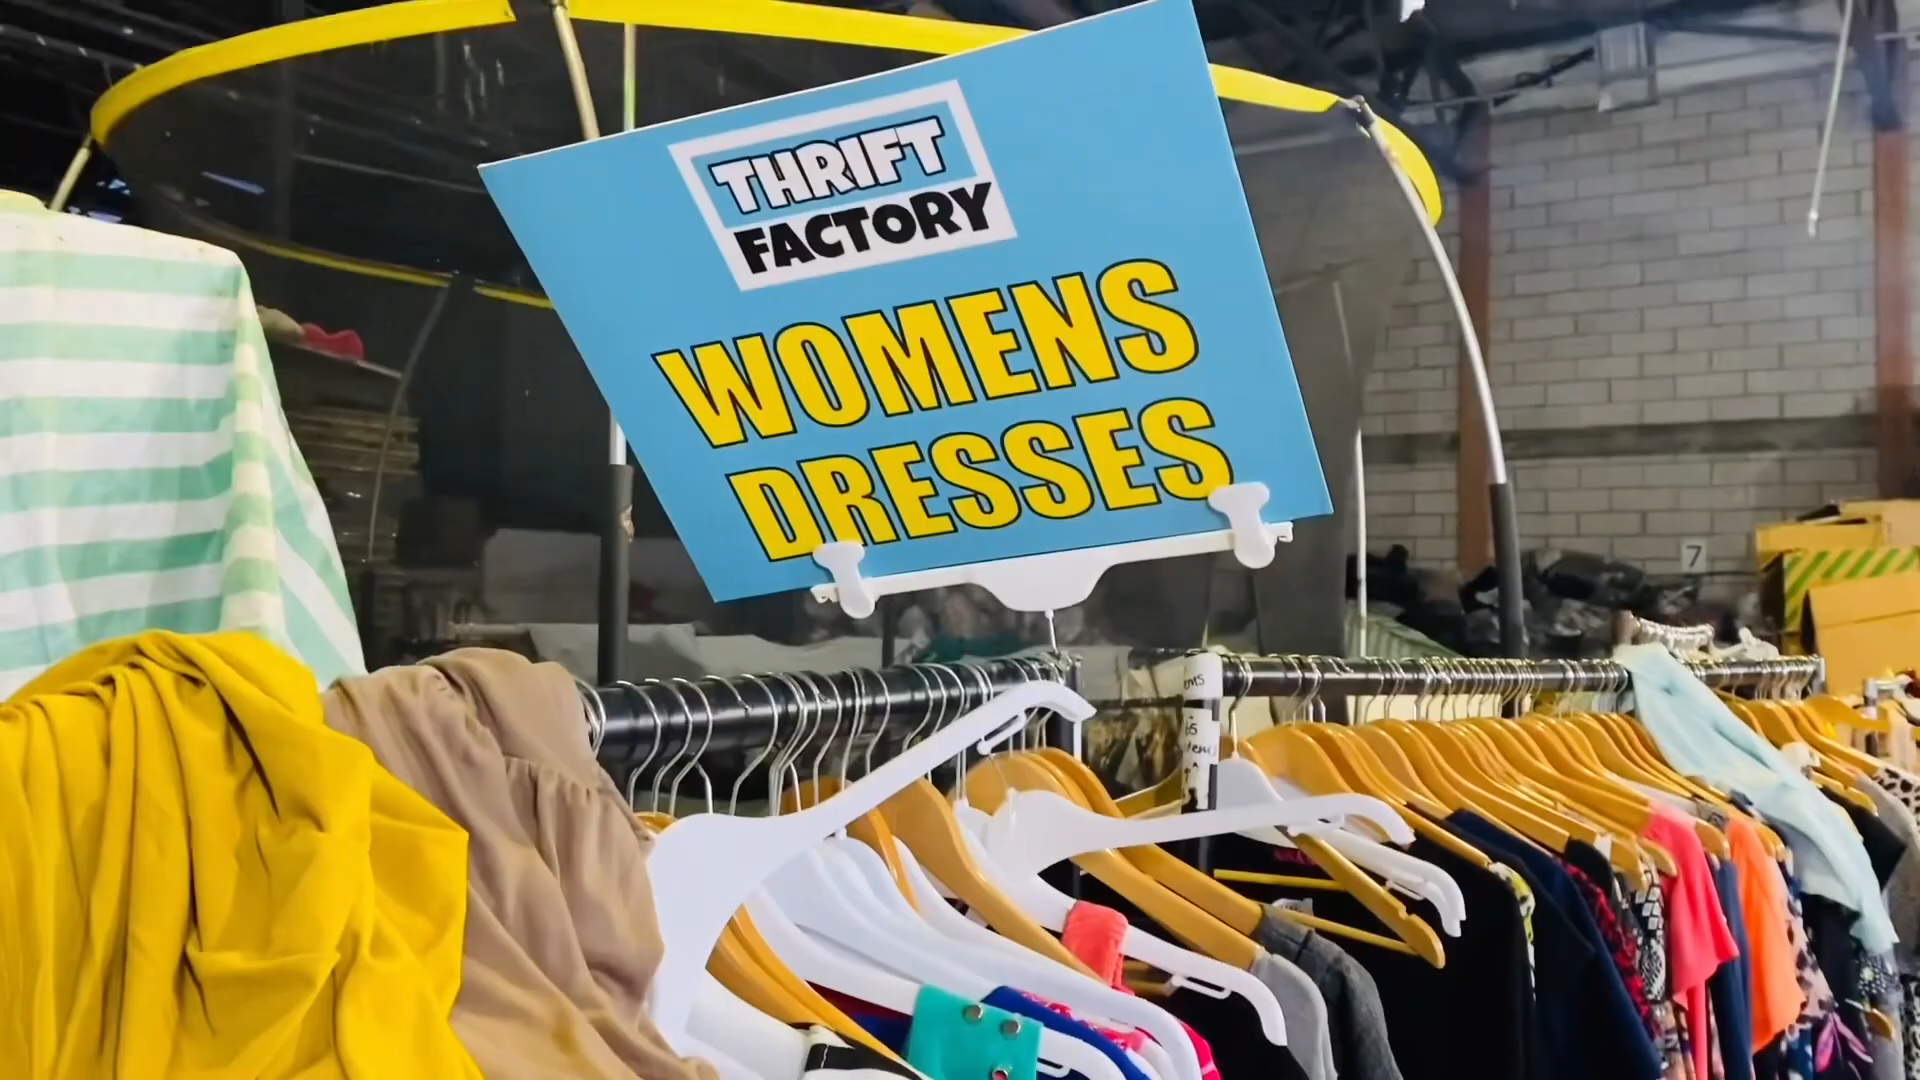 THRIFT
FACTORY
WOMENS
DRESSES
7